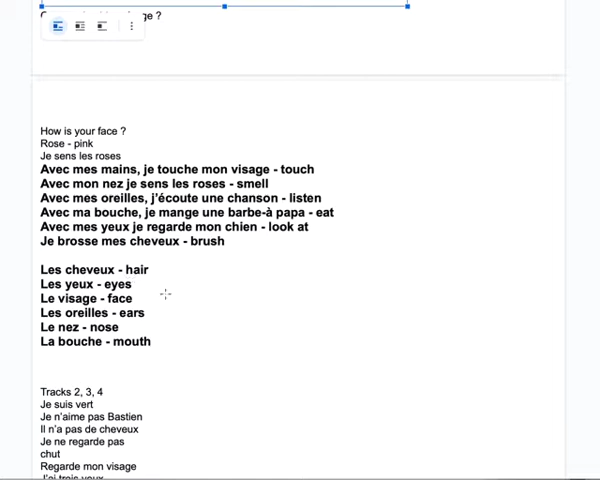 ge ?
How is your face ?
Rose - pink
Je sens les roses
Avec mes mains, je touche mon visage - touch
Avec mon nez je sens les roses - smell
Avec mes oreilles, j'écoute une chanson - listen
Avec ma bouche, je mange une barbe-à papa - eat
Avec mes yeux je regarde mon chien - look at
Je brosse mes cheveux - brush
Les cheveux - hair
Les yeux - eyes
Le visage - face
Les oreilles - ears
Le nez - nose
La bouche - mouth
Tracks 2, 3, 4
Je suis vert
Je n'aime pas Bastien
Il n'a pas de cheveux
Je ne regarde pas
chut
Regarde mon visage
J'ai trois yeux